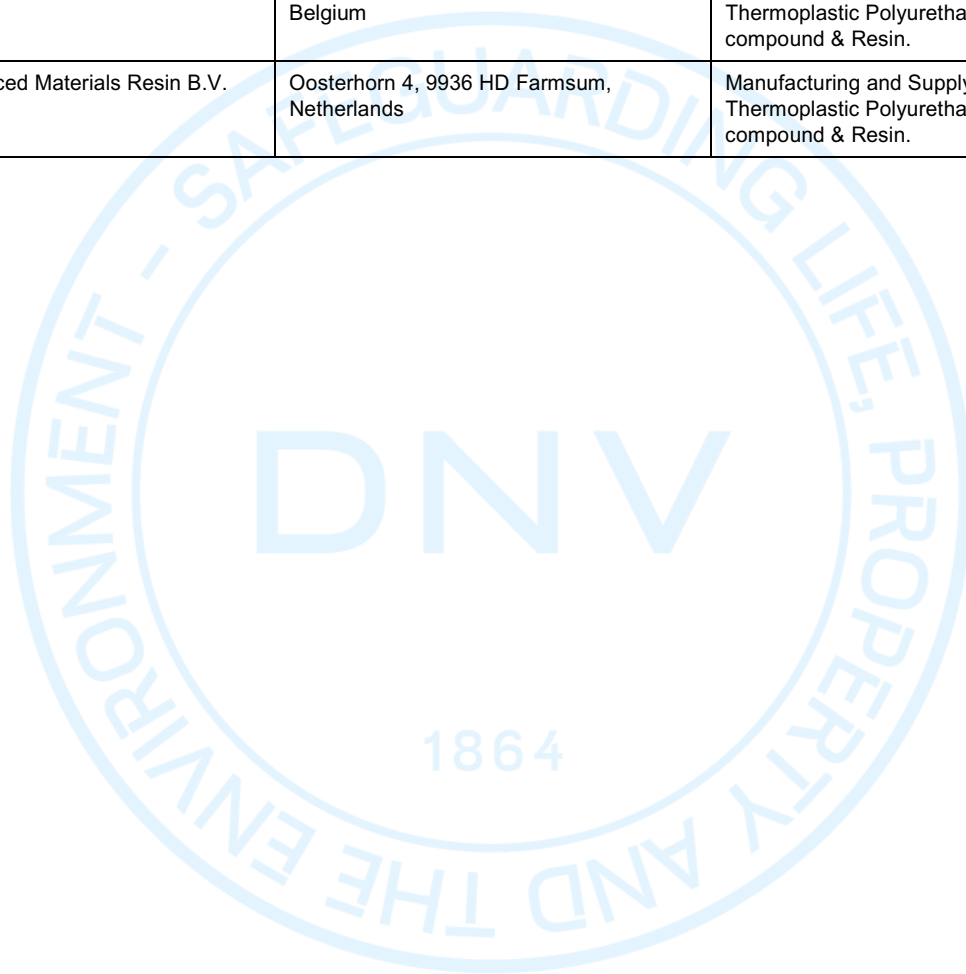 Belgium
Thermoplastic Polyuretha
compound & Resin.
ced Materials Resin B.V.
Oosterhorn 4, 9936 HD Farmsum,
Netherlands
Manufacturing and Supply
Thermoplastic Polyuretha
compound & Resin.
SAFEGUARDING LIFE, PROPERTY AND THE ENVIRONMENT -
DNV
1864